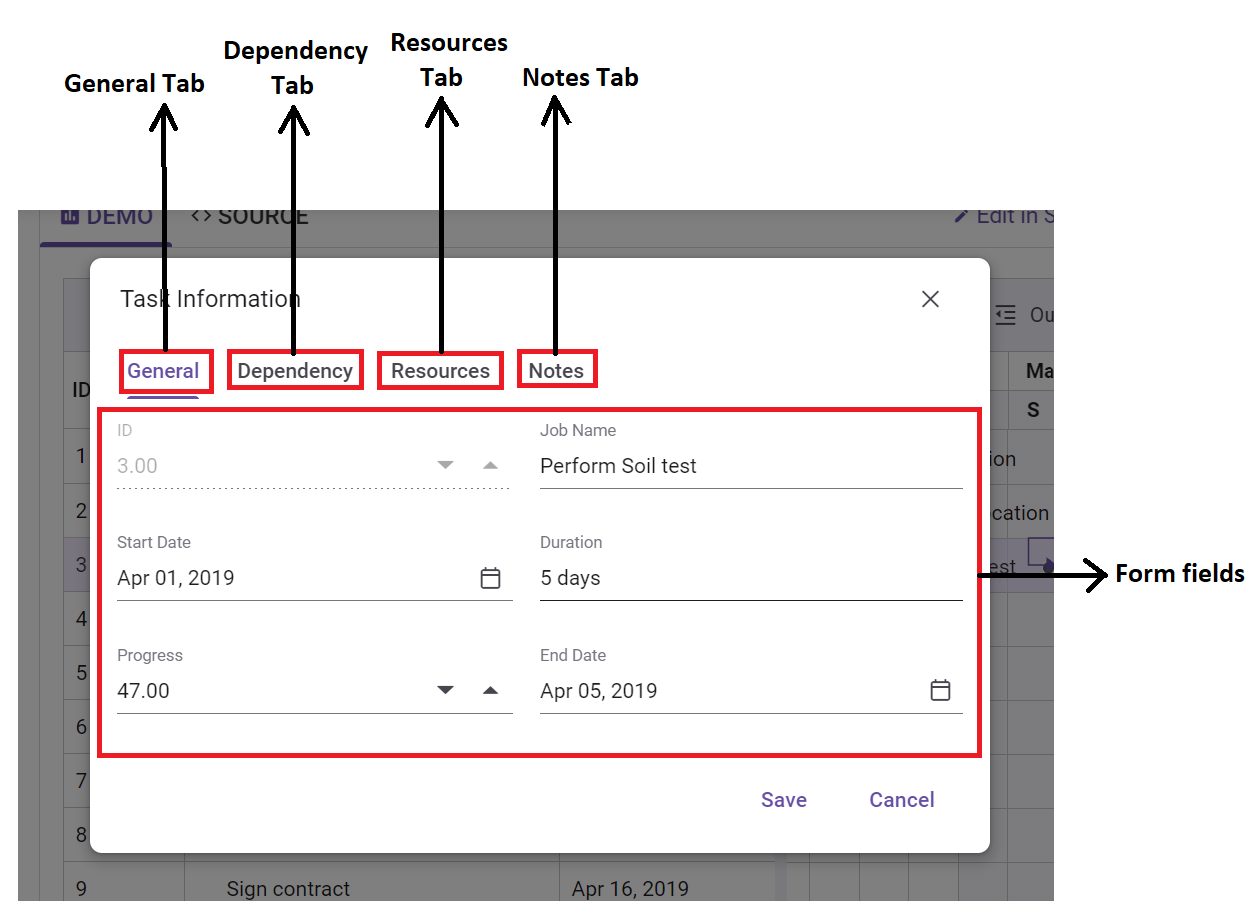 Dependency
Tab
Resources
Tab
General Tab
Notes Tab
DEMO
<> SOURCE
Edit in S
Task Information
Ou
General
Dependency
Resources
Notes
Ma
ID
S
ID
3.00
Job Name
Perform Soil test
1
ion
2
cation
Start Date
Apr 01, 2019
Duration
5 days
3
est
Form fields
4
Progress
47.00
End Date
Apr 05, 2019
5
6
7
Save
Cancel
8
9
Sign contract
Apr 16, 2019